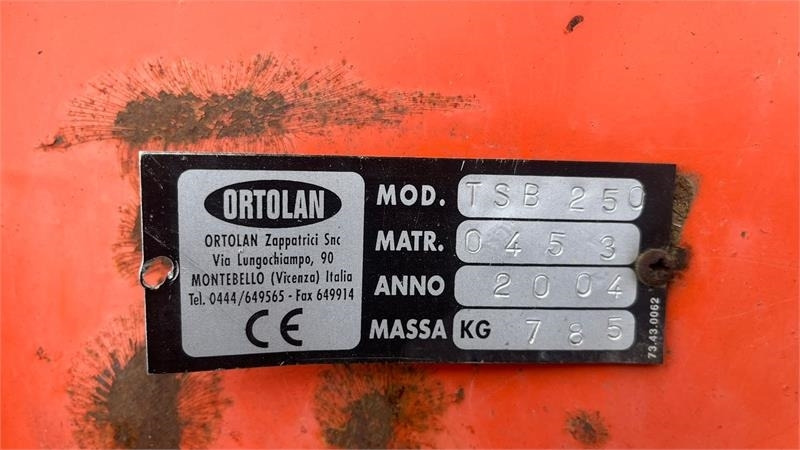 ORTOLAN
ORTOLAN Zappatrici Snc
Via Lungochiampo, 90
MONTEBELLO (Vicenza) Italia
Tel. 0444/649565 - Fax 649914
CE
MOD. TSB 250
MATR. 0453
ANNO 2004
MASSA KG 785
73.43.0062